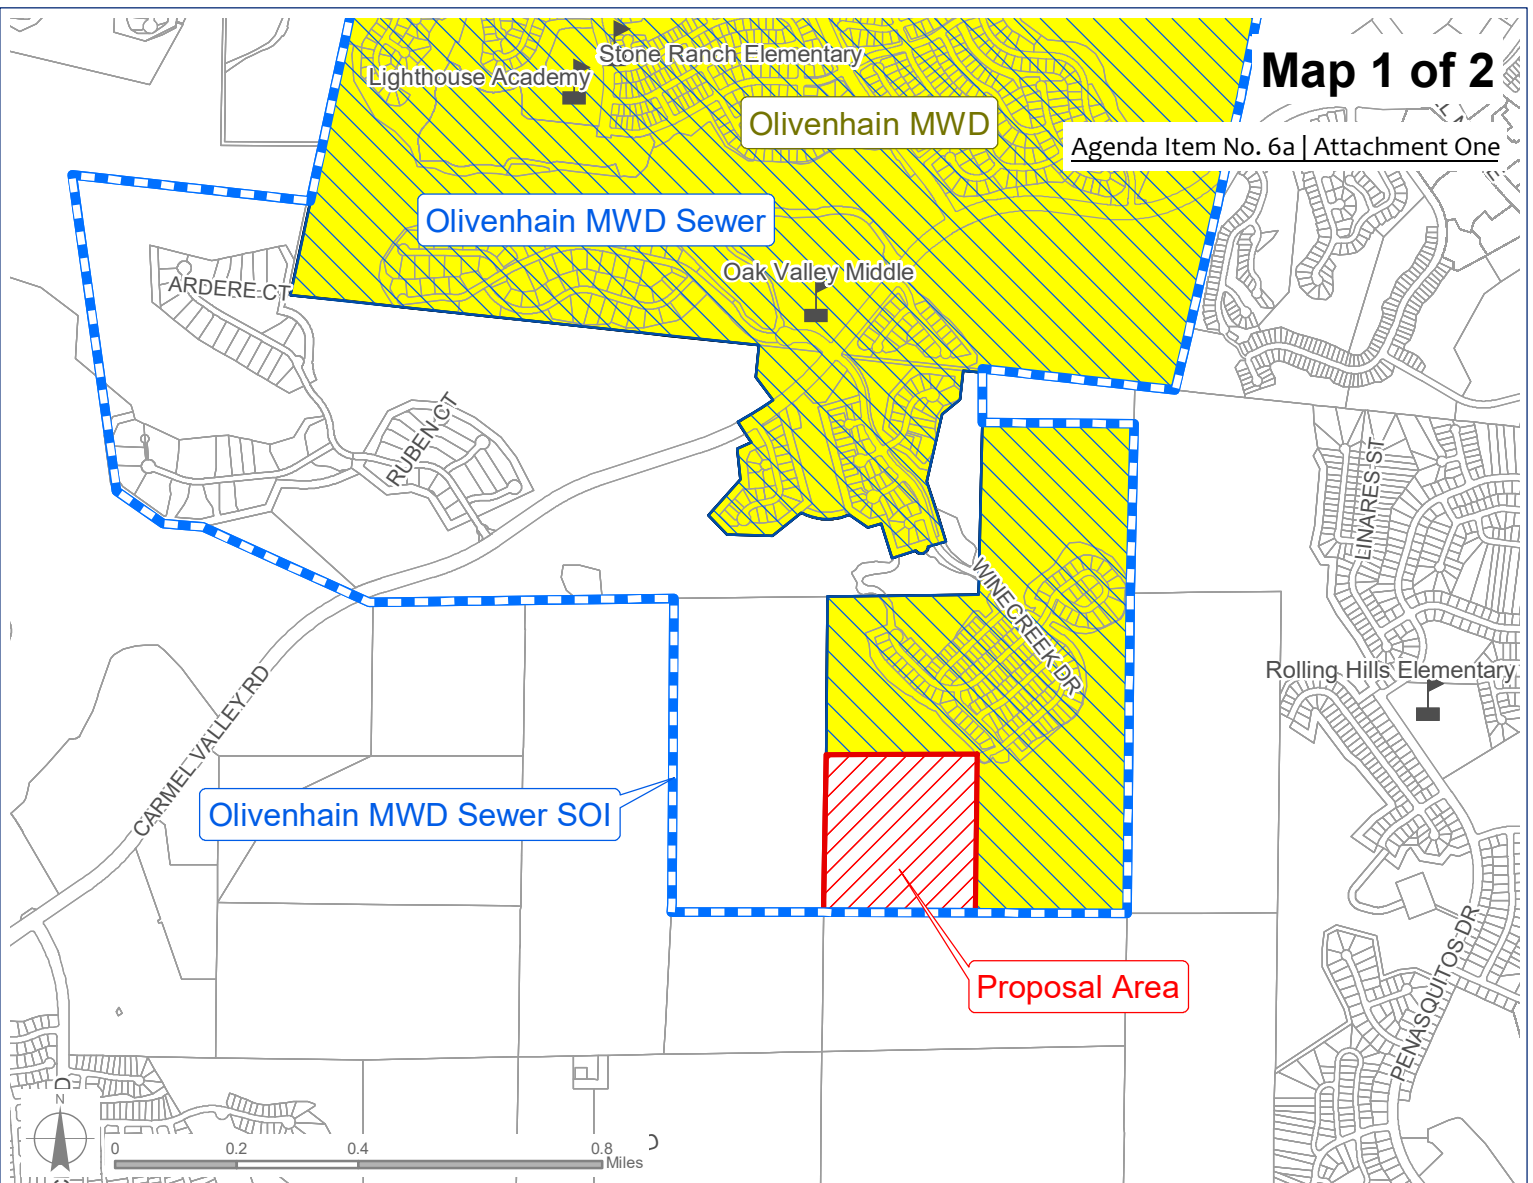 Map 1 of 2
Stone Ranch Elementary
Lighthouse Academy
Olivenhain MWD
Agenda Item No. 6a | Attachment One
Olivenhain MWD Sewer
Oak Valley Middle
ARDERE CT
RUBEN CT
LINARES ST
WINECREEK DR
Rolling Hills Elementary
CARMEL VALLEY RD
Olivenhain MWD Sewer SOI
Proposal Area
PENASQUITOS DR
N
0 0.2 0.4 0.8
Miles